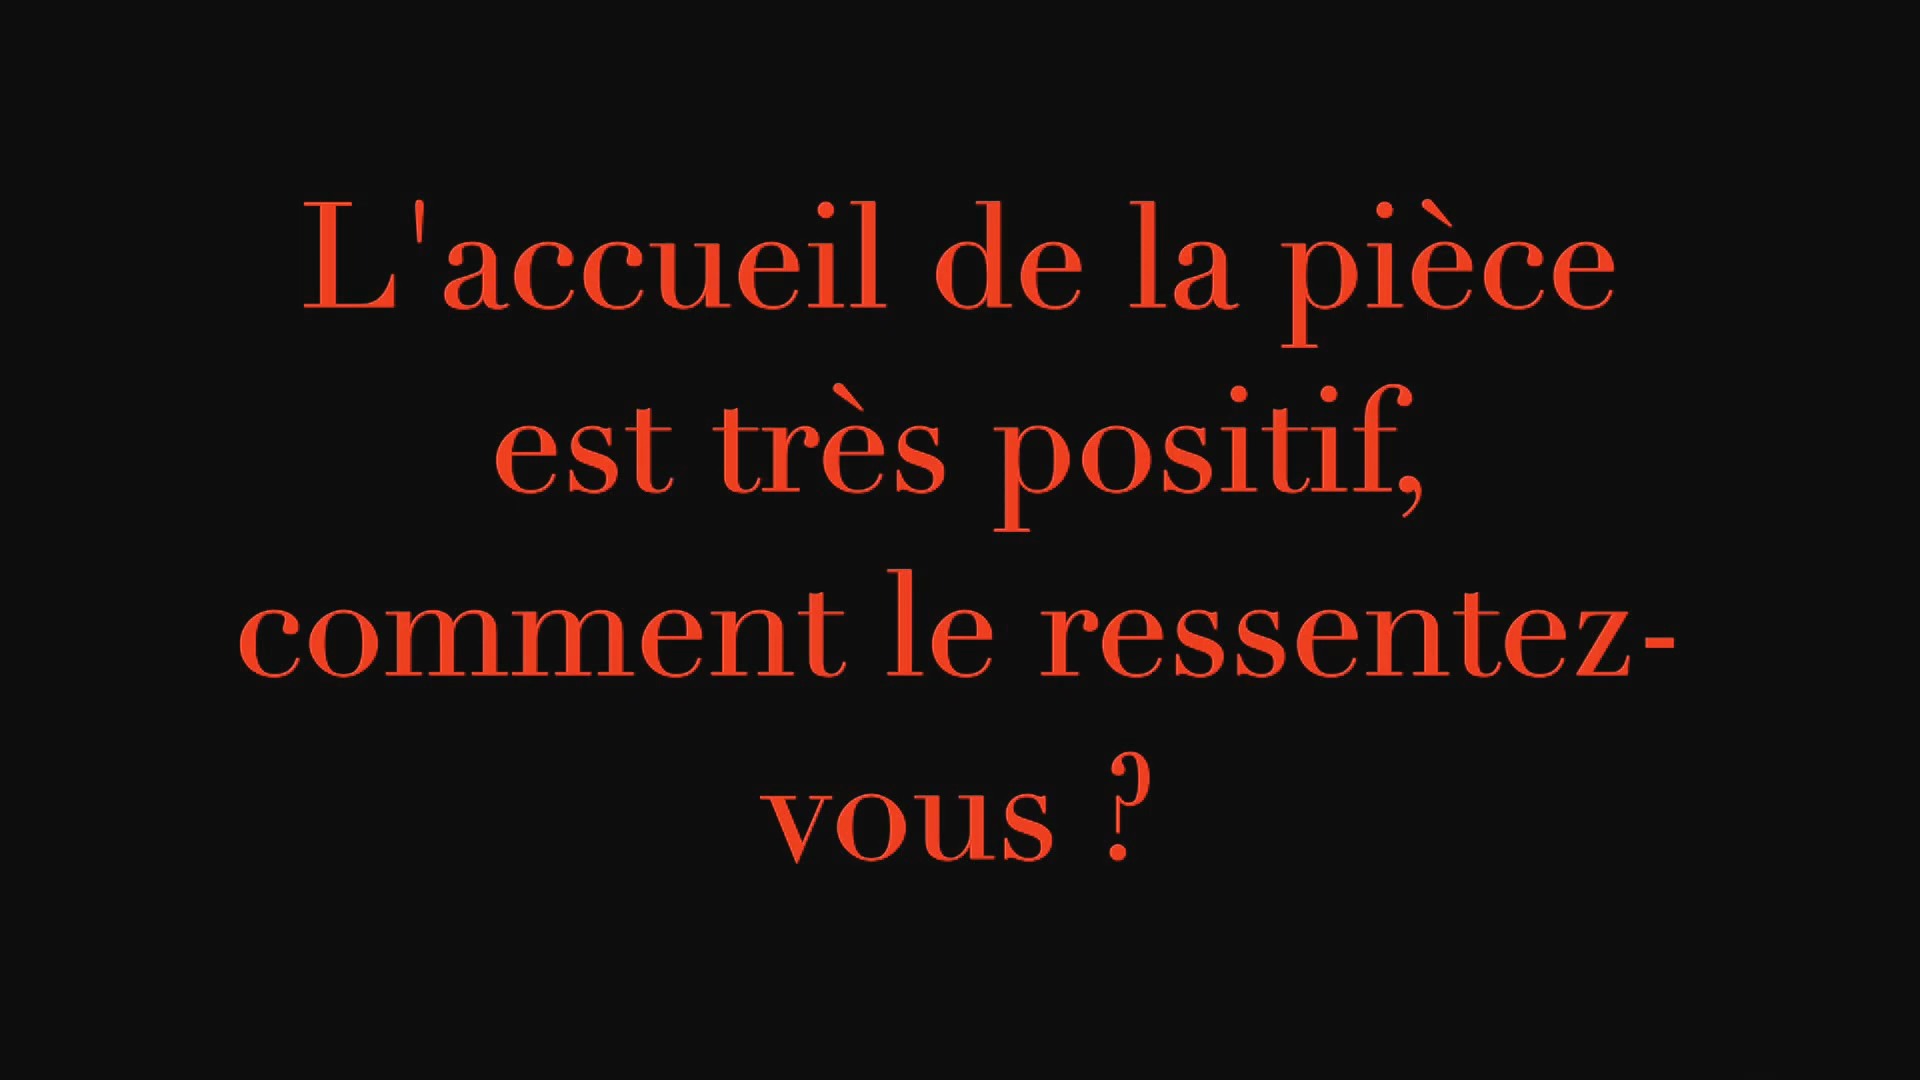 L'accueil de la pièce
est très positif,
comment le ressentez-
vous ?